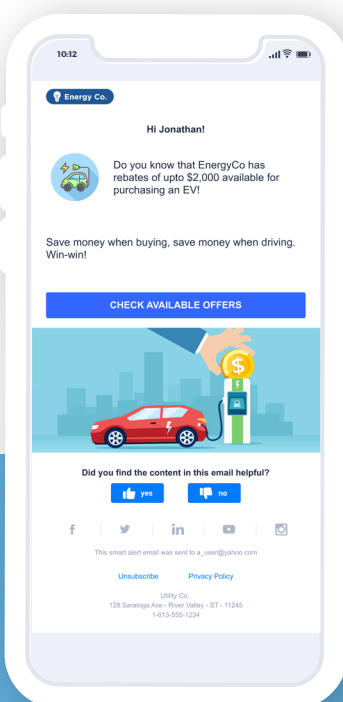 10:12
Energy Co.
Hi Jonathan!
Do you know that EnergyCo has
rebates of upto $2,000 available for
purchasing an EV!
Save money when buying, save money when driving.
Win-win!
CHECK AVAILABLE OFFERS
$
Did you find the content in this email helpful?
yes
no
f
in
This smart alert email was sent to a_user@yahoo.com
Unsubscribe
Privacy Policy
Utility Co.
128 Saratoga Ave - River Valley - ST - 11245
1-613-555-1234